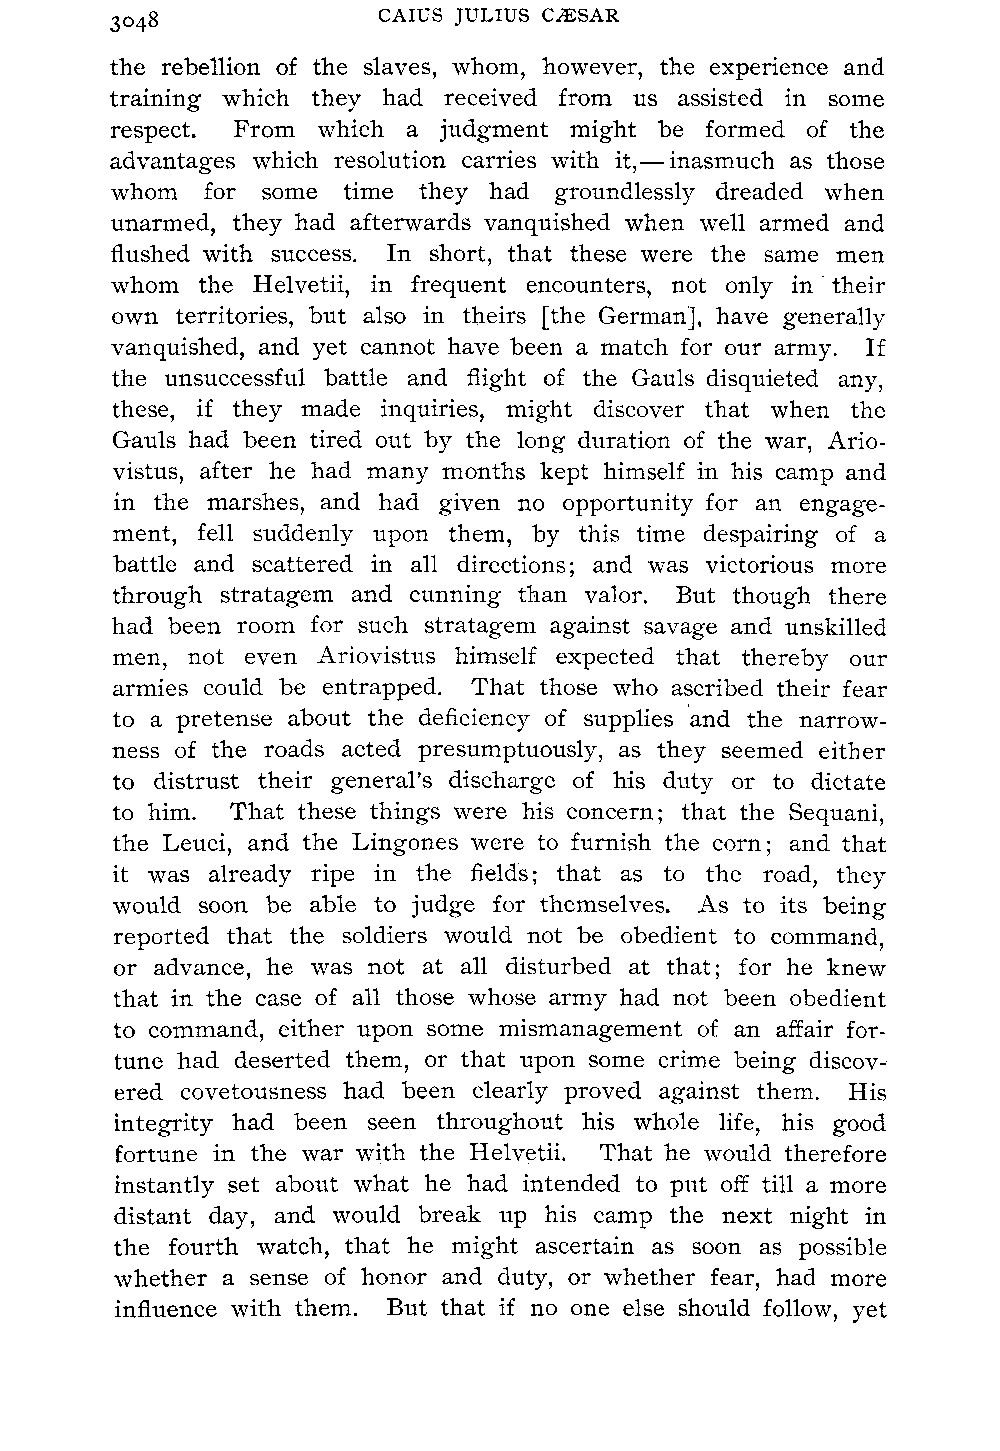 3048
CAIUS JULIUS CÆSAR
the rebellion of the slaves, whom, however, the experience and
training which they had received from us assisted in some
respect. From which a judgment might be formed of the
advantages which resolution carries with it,—inasmuch as those
whom for some time they had groundlessly dreaded when
unarmed, they had afterwards vanquished when well armed and
flushed with success. In short, that these were the same men
whom the Helvetii, in frequent encounters, not only in their
own territories, but also in theirs [the German], have generally
vanquished, and yet cannot have been a match for our army. If
the unsuccessful battle and flight of the Gauls disquieted any,
these, if they made inquiries, might discover that when the
Gauls had been tired out by the long duration of the war, Ario-
vistus, after he had many months kept himself in his camp and
in the marshes, and had given no opportunity for an engage-
ment, fell suddenly upon them, by this time despairing of a
battle and scattered in all directions; and was victorious more
through stratagem and cunning than valor. But though there
had been room for such stratagem against savage and unskilled
men, not even Ariovistus himself expected that thereby our
armies could be entrapped. That those who ascribed their fear
to a pretense about the deficiency of supplies and the narrow-
ness of the roads acted presumptuously, as they seemed either
to distrust their general's discharge of his duty or to dictate
to him. That these things were his concern; that the Sequani,
the Leuci, and the Lingones were to furnish the corn; and that
it was already ripe in the fields; that as to the road, they
would soon be able to judge for themselves. As to its being
reported that the soldiers would not be obedient to command,
or advance, he was not at all disturbed at that; for he knew
that in the case of all those whose army had not been obedient
to command, either upon some mismanagement of an affair for-
tune had deserted them, or that upon some crime being discov-
ered covetousness had been clearly proved against them. His
integrity had been seen throughout his whole life, his good
fortune in the war with the Helvetii. That he would therefore
instantly set about what he had intended to put off till a more
distant day, and would break up his camp the next night in
the fourth watch, that he might ascertain as soon as possible
whether a sense of honor and duty, or whether fear, had more
influence with them. But that if no one else should follow, yet